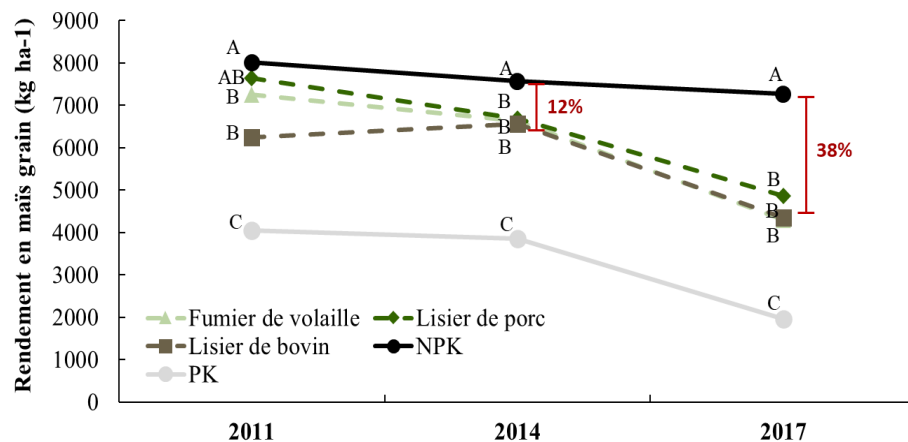 Rendement en maïs grain (kg ha-1)
9000
8000
7000
6000
5000
4000
3000
2000
1000
0
A
AB
B
B
C
A
B
B
B
C
12%
A
B
B
B
C
38%
Fumier de volaille
Lisier de porc
Lisier de bovin
NPK
PK
2011
2014
2017